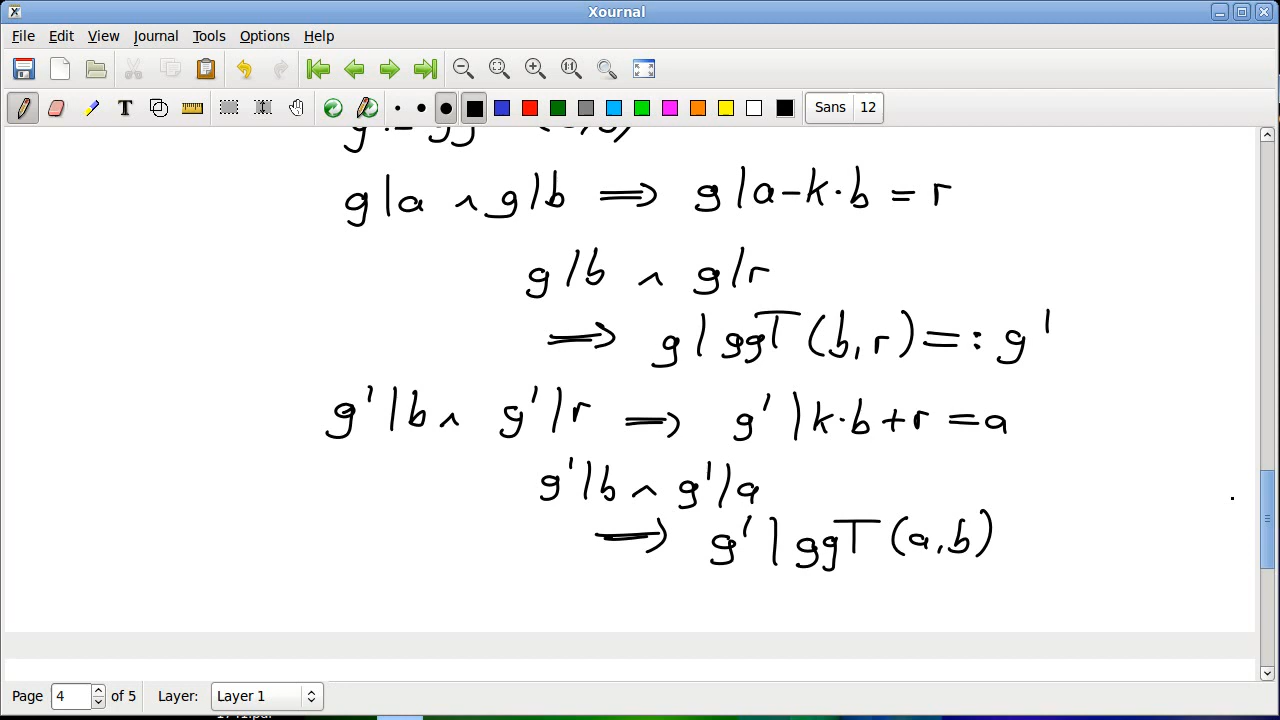 Xournal
File Edit View Journal Tools Options Help
Sans 12
g|a ∧ g|b ⟹ g|a-k·b = r
g|b ∧ g|r
⟹ g|ggT(b,r) =: g'
g'|b ∧ g'|r ⟹ g'|k·b+r = a
g'|b ∧ g'|a
⟹ g'|ggT(a,b)
Page 4 of 5 Layer: Layer 1